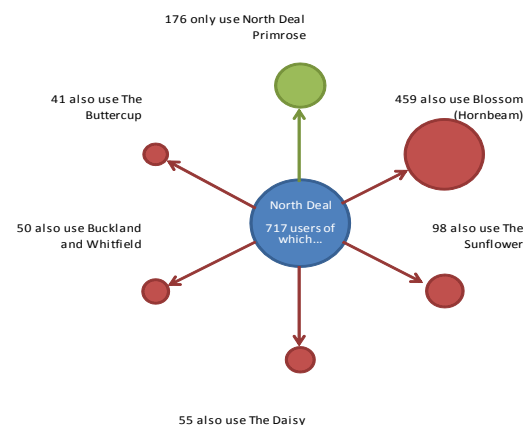 176 only use North Deal
Primrose
41 also use The
Buttercup
459 also use Blossom
(Hornbeam)
North Deal
717 users of
which...
50 also use Buckland
and Whitfield
98 also use The
Sunflower
55 also use The Daisy